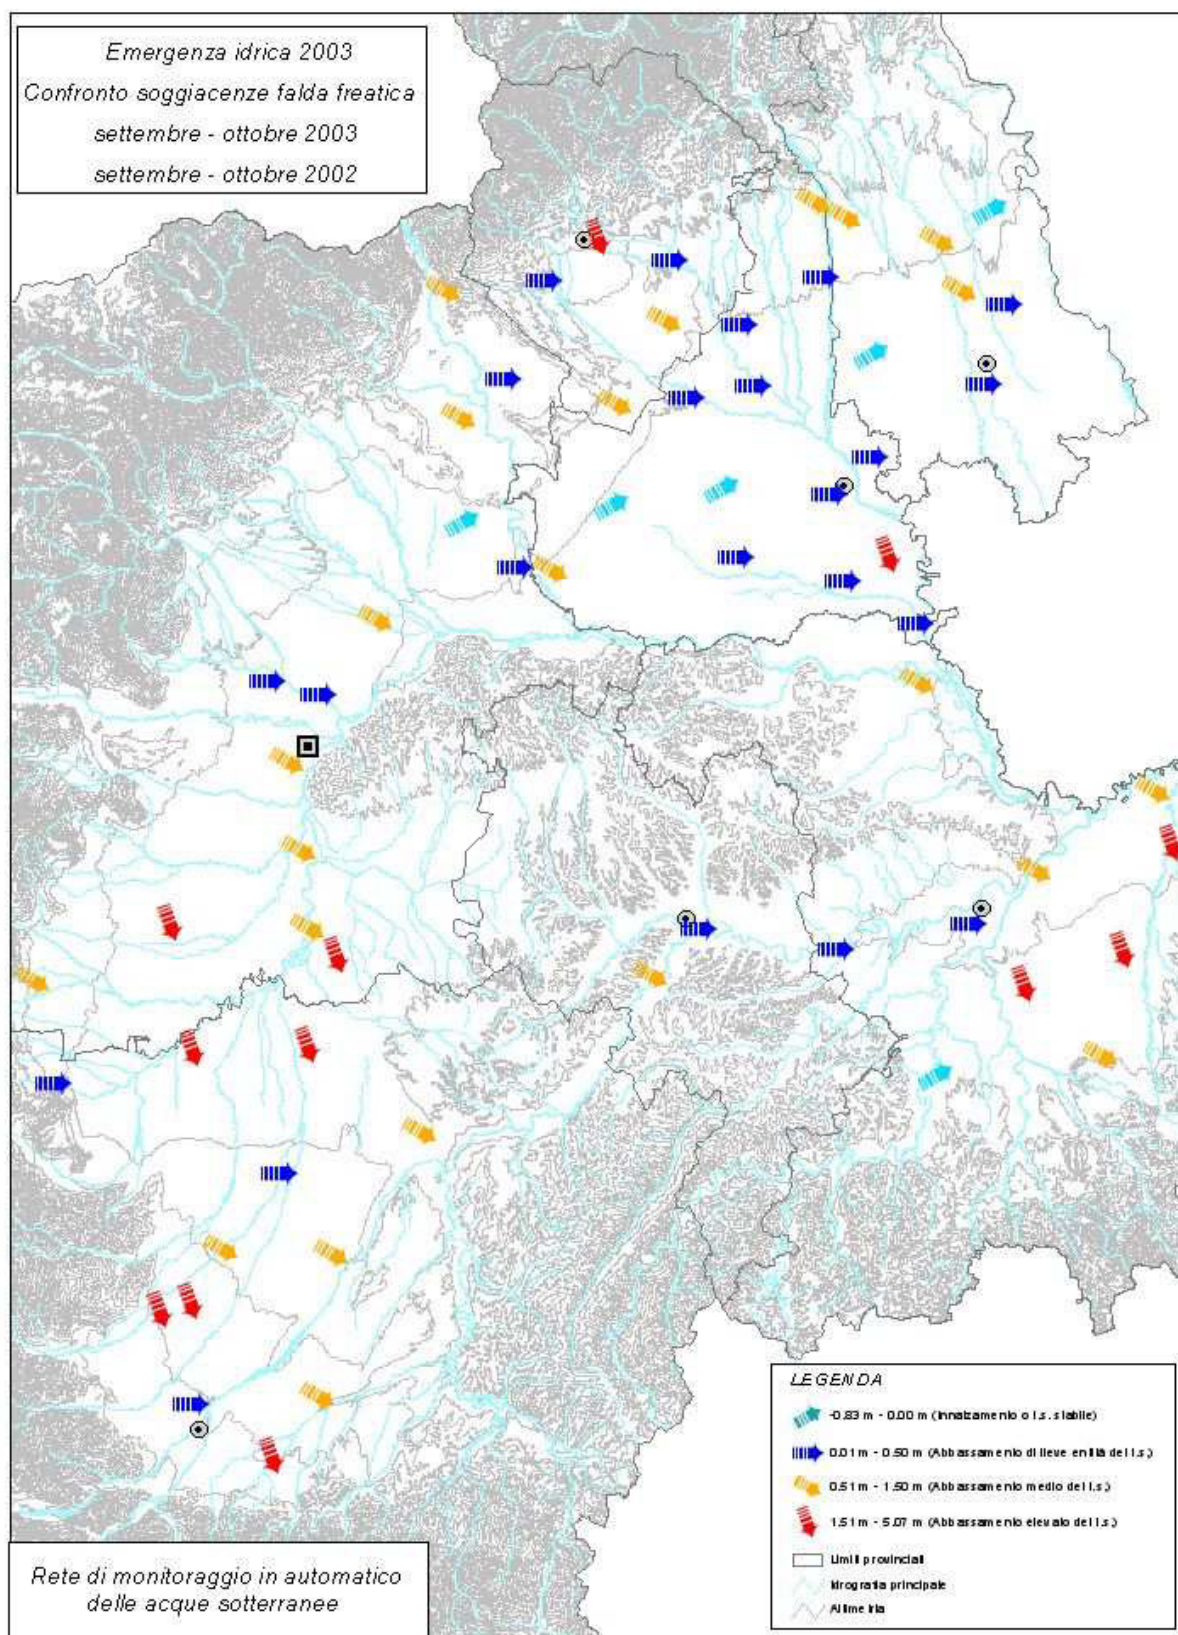 Emergenza idrica 2003
Confronto soggiacenze falda freatica
settembre - ottobre 2003
settembre - ottobre 2002
LEGENDA
-0.83 m - 0.00 m (Innalzamento o l.s. stabile)
0.01 m - 0.50 m (Abbassamento di lieve entità del l.s.)
0.51 m - 1.50 m (Abbassamento medio del l.s.)
1.51 m - 5.07 m (Abbassamento elevato del l.s.)
Limiti provinciali
Idrografia principale
Altimetria
Rete di monitoraggio in automatico
delle acque sotterranee